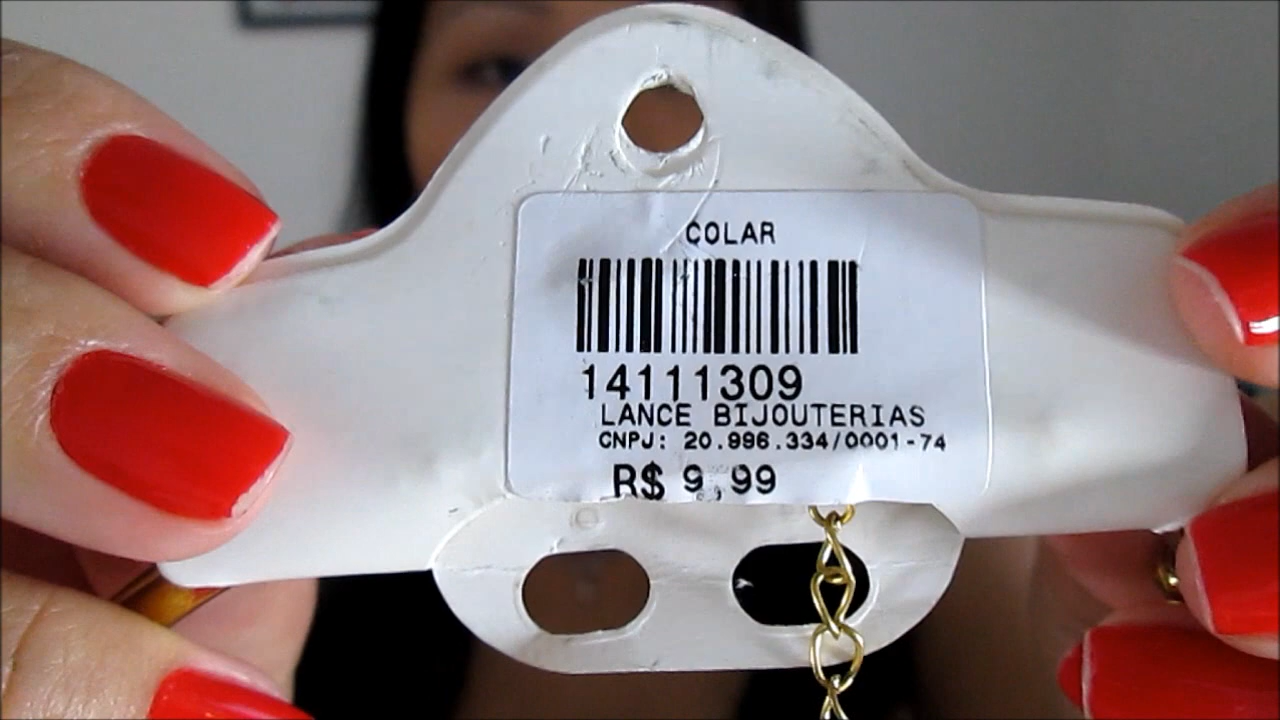 COLAR
14111309
LANCE BIJOUTERIAS
CNPJ: 20.996.334/0001-74
R$ 9,99